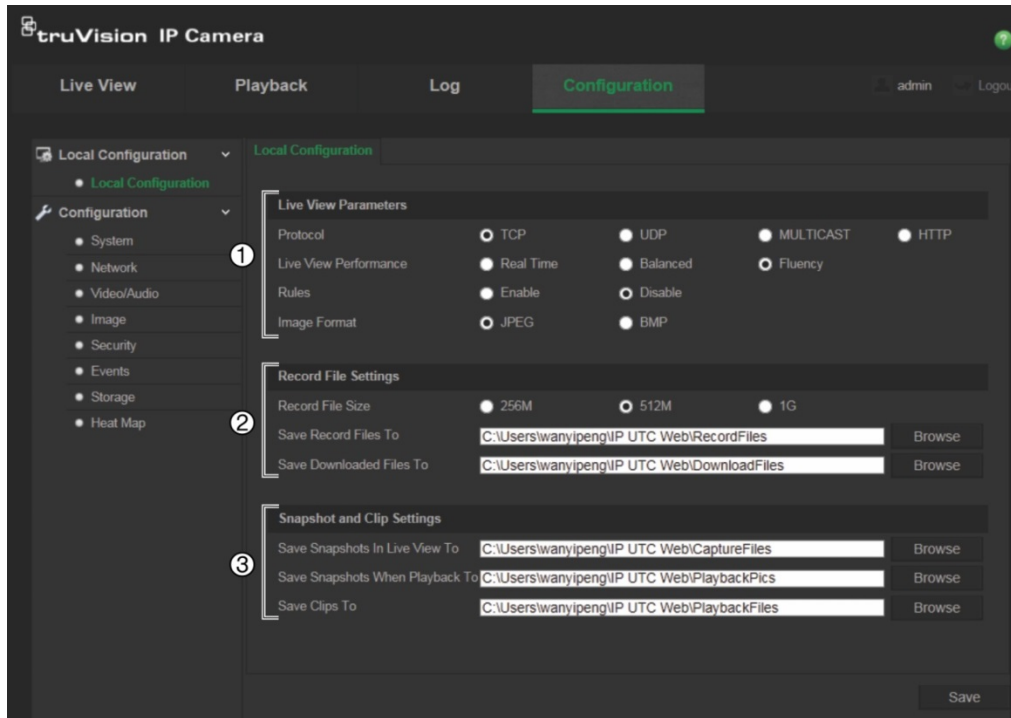 truVision IP Camera
?
Live View Playback Log Configuration admin Logou
Local Configuration
Local Configuration
Configuration
System
Network
Video/Audio
Image
Security
Events
Storage
Heat Map
Local Configuration
1
Live View Parameters
Protocol TCP UDP MULTICAST HTTP
Live View Performance Real Time Balanced Fluency
Rules Enable Disable
Image Format JPEG BMP
2
Record File Settings
Record File Size 256M 512M 1G
Save Record Files To C:\Users\wanyipeng\IP UTC Web\RecordFiles Browse
Save Downloaded Files To C:\Users\wanyipeng\IP UTC Web\DownloadFiles Browse
3
Snapshot and Clip Settings
Save Snapshots In Live View To C:\Users\wanyipeng\IP UTC Web\CaptureFiles Browse
Save Snapshots When Playback To C:\Users\wanyipeng\IP UTC Web\PlaybackPics Browse
Save Clips To C:\Users\wanyipeng\IP UTC Web\PlaybackFiles Browse
Save